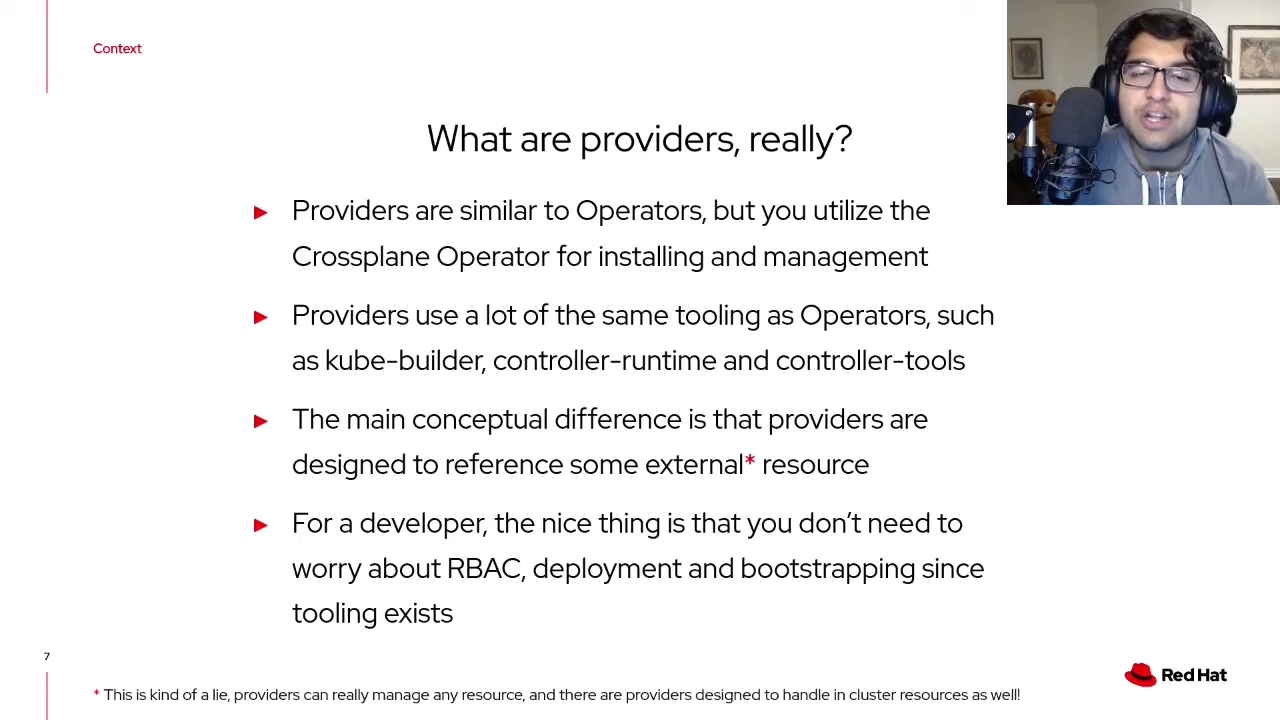 Context
What are providers, really?
► Providers are similar to Operators, but you utilize the
Crossplane Operator for installing and management
► Providers use a lot of the same tooling as Operators, such
as kube-builder, controller-runtime and controller-tools
► The main conceptual difference is that providers are
designed to reference some external* resource
► For a developer, the nice thing is that you don’t need to
worry about RBAC, deployment and bootstrapping since
tooling exists
7
Red Hat
* This is kind of a lie, providers can really manage any resource, and there are providers designed to handle in cluster resources as well!